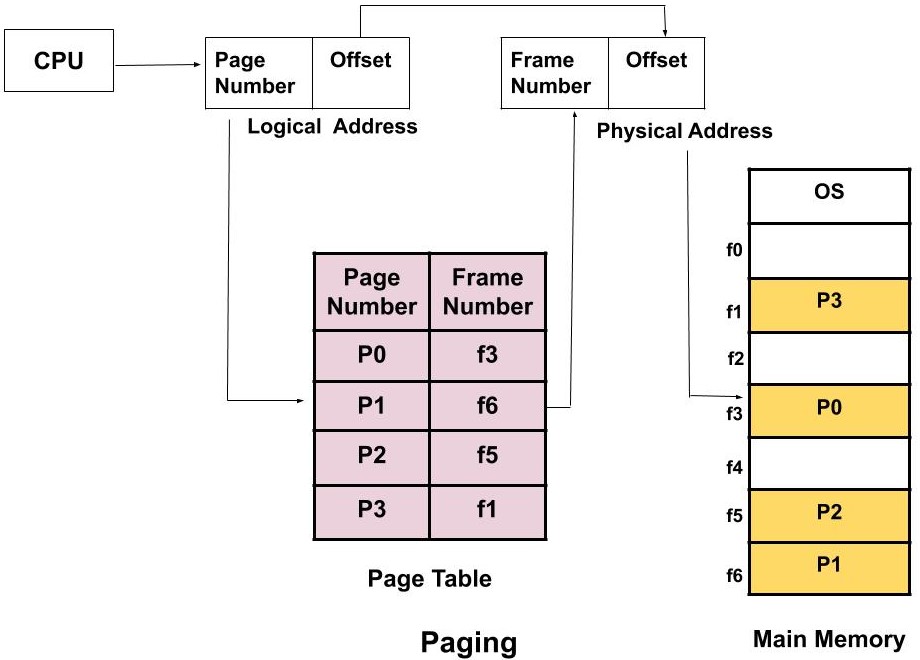 CPU
Page
Number
Offset
Logical Address
Frame
Number
Offset
Physical Address
Page
Number
Frame
Number
P0
f3
P1
f6
P2
f5
P3
f1
Page Table
OS
f0
f1
P3
f2
f3
P0
f4
f5
P2
f6
P1
Main Memory
Paging